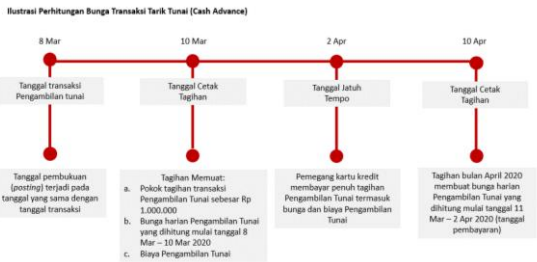 Ilustrasi Perhitungan Bunga Transaksi Tarik Tunai (Cash Advance)
8 Mar
10 Mar
2 Apr
10 Apr
Tanggal transaksi
Pengambilan tunai
Tanggal Cetak
Tagihan
Tanggal Jatuh
Tempo
Tanggal Cetak
Tagihan
Tanggal pembukuan
(posting) terjadi pada
tanggal yang sama dengan
tanggal transaksi
Tagihan Memuat:
a. Pokok tagihan transaksi
Pengambilan Tunai sebesar Rp
1.000.000
b. Bunga harian Pengambilan Tunai
yang dihitung mulai tanggal 8
Mar – 10 Mar 2020
c. Biaya Pengambilan Tunai
Pemegang kartu kredit
membayar penuh tagihan
Pengambilan Tunai termasuk
bunga dan biaya Pengambilan
Tunai
Tagihan bulan April 2020
membuat bunga harian
Pengambilan Tunai yang
dihitung mulai tanggal 11
Mar – 2 Apr 2020 (tanggal
pembayaran)